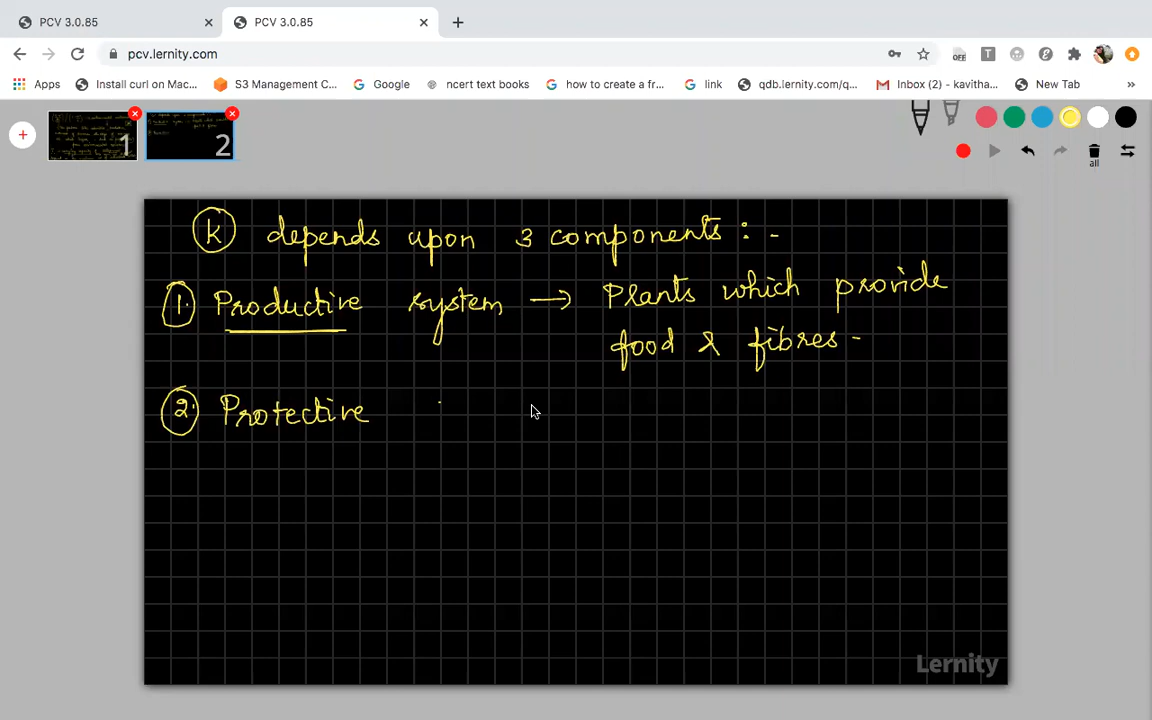 PCV 3.0.85
PCV 3.0.85
pcv.lernity.com
OFF
T
Apps
Install curl on Mac...
S3 Management C...
Google
ncert text books
how to create a fr...
link
qdb.lernity.com/q...
Inbox (2) - kavitha...
New Tab
»
1
2
all
K depends upon 3 components : -
1. Productive system → Plants which provide
food & fibres -
2. Protective
Lernity